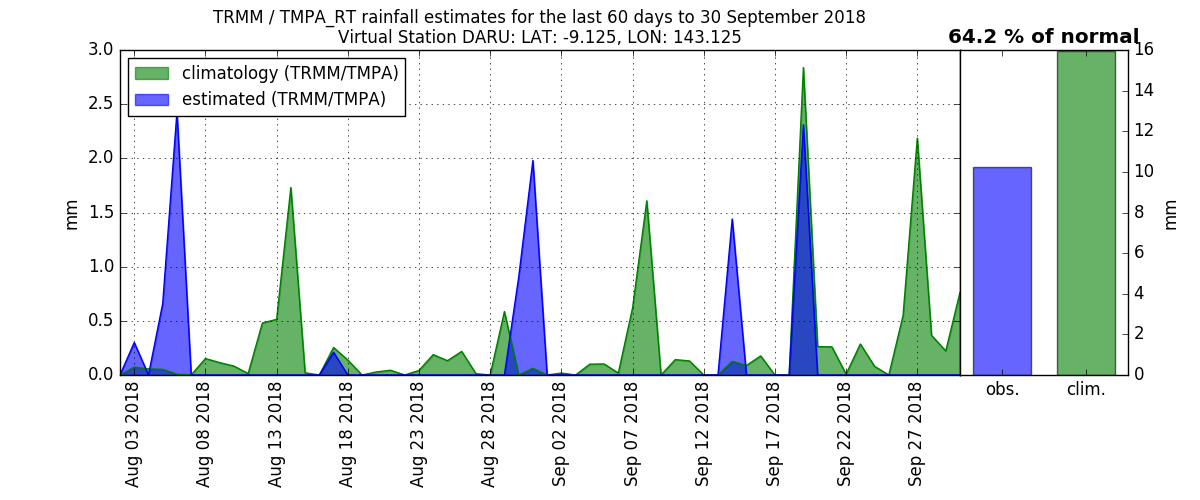 TRMM / TMPA_RT rainfall estimates for the last 60 days to 30 September 2018
Virtual Station DARU: LAT: -9.125, LON: 143.125
64.2 % of normal
climatology (TRMM/TMPA)
estimated (TRMM/TMPA)
3.0
2.5
2.0
1.5
1.0
0.5
0.0
mm
Aug 03 2018
Aug 08 2018
Aug 13 2018
Aug 18 2018
Aug 23 2018
Aug 28 2018
Sep 02 2018
Sep 07 2018
Sep 12 2018
Sep 17 2018
Sep 22 2018
Sep 27 2018
obs.
clim.
16
14
12
10
8
6
4
2
0
mm